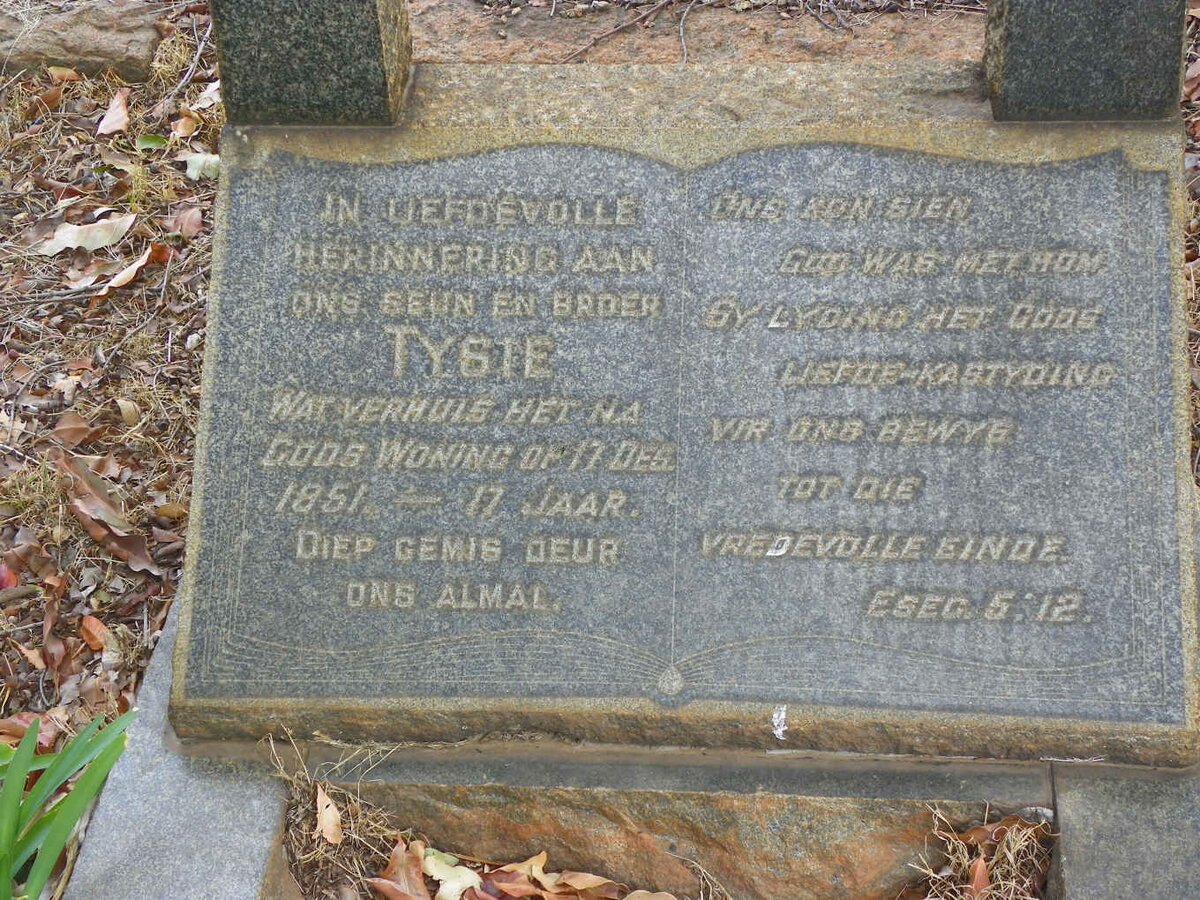 IN LIEFDEVOLLE
HERINNERING AAN
ONS SEUN EN BROER
TYSIE
WAT VERHUIS HET NA
GODS WONING OP 17 DES.
1851. — 17 JAAR.
DIEP GEMIS DEUR
ONS ALMAL.
ONS KON SIEN
GOD WAS MET HOM,
SY LYDING HET GODS
LIEFDE-KASTYDING
VIR ONS BEWYS
TOT DIE
VREDEVOLLE EINDE.
ESEG. 5:12.